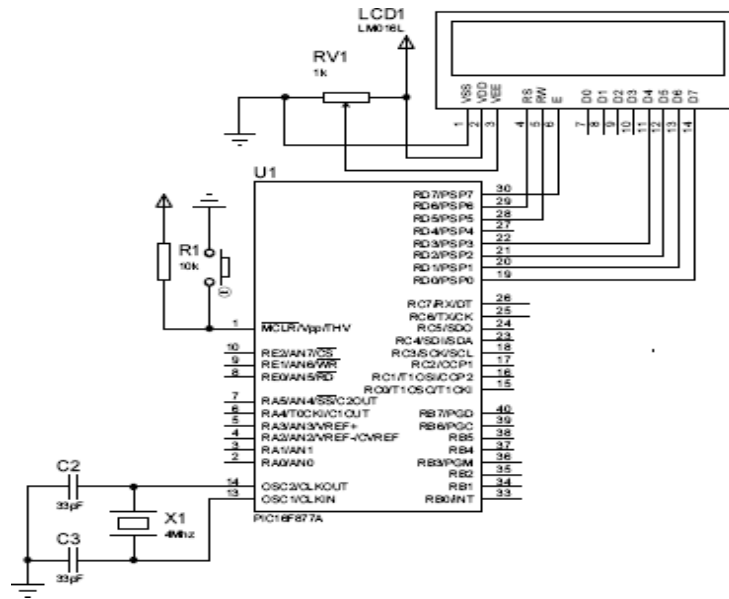 LCD1
LM016L
RV1
1k
VSS
VDD
VEE
RS
RW
E
D0
D1
D2
D3
D4
D5
D6
D7
1
2
3
4
5
6
7
8
9
10
11
12
13
14
U1
R1
10k
1 MCLR/Vpp/THV
10 RE2/AN7/CS
9 RE1/AN6/WR
8 RE0/AN5/RD
7 RA5/AN4/SS/C2OUT
6 RA4/T0CKI/C1OUT
5 RA3/AN3/VREF+
4 RA2/AN2/VREF-/CVREF
3 RA1/AN1
2 RA0/AN0
14 OSC2/CLKOUT
13 OSC1/CLKIN
RD7/PSP7 30
RD6/PSP6 29
RD5/PSP5 28
RD4/PSP4 27
RD3/PSP3 22
RD2/PSP2 21
RD1/PSP1 20
RD0/PSP0 19
RC7/RX/DT 26
RC6/TX/CK 25
RC5/SDO 24
RC4/SDI/SDA 23
RC3/SCK/SCL 18
RC2/CCP1 17
RC1/T1OSI/CCP2 16
RC0/T1OSO/T1CKI 15
RB7/PGD 40
RB6/PGC 39
RB5 38
RB4 37
RB3/PGM 36
RB2 35
RB1 34
RB0/INT 33
PIC16F877A
C2
33pF
X1
4Mhz
C3
33pF